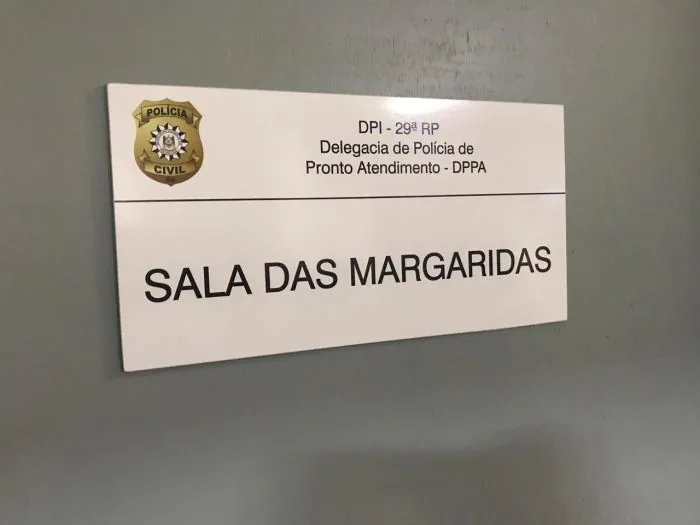 POLÍCIA
CIVIL
DPI - 29ª RP
Delegacia de Polícia de
Pronto Atendimento - DPPA
SALA DAS MARGARIDAS